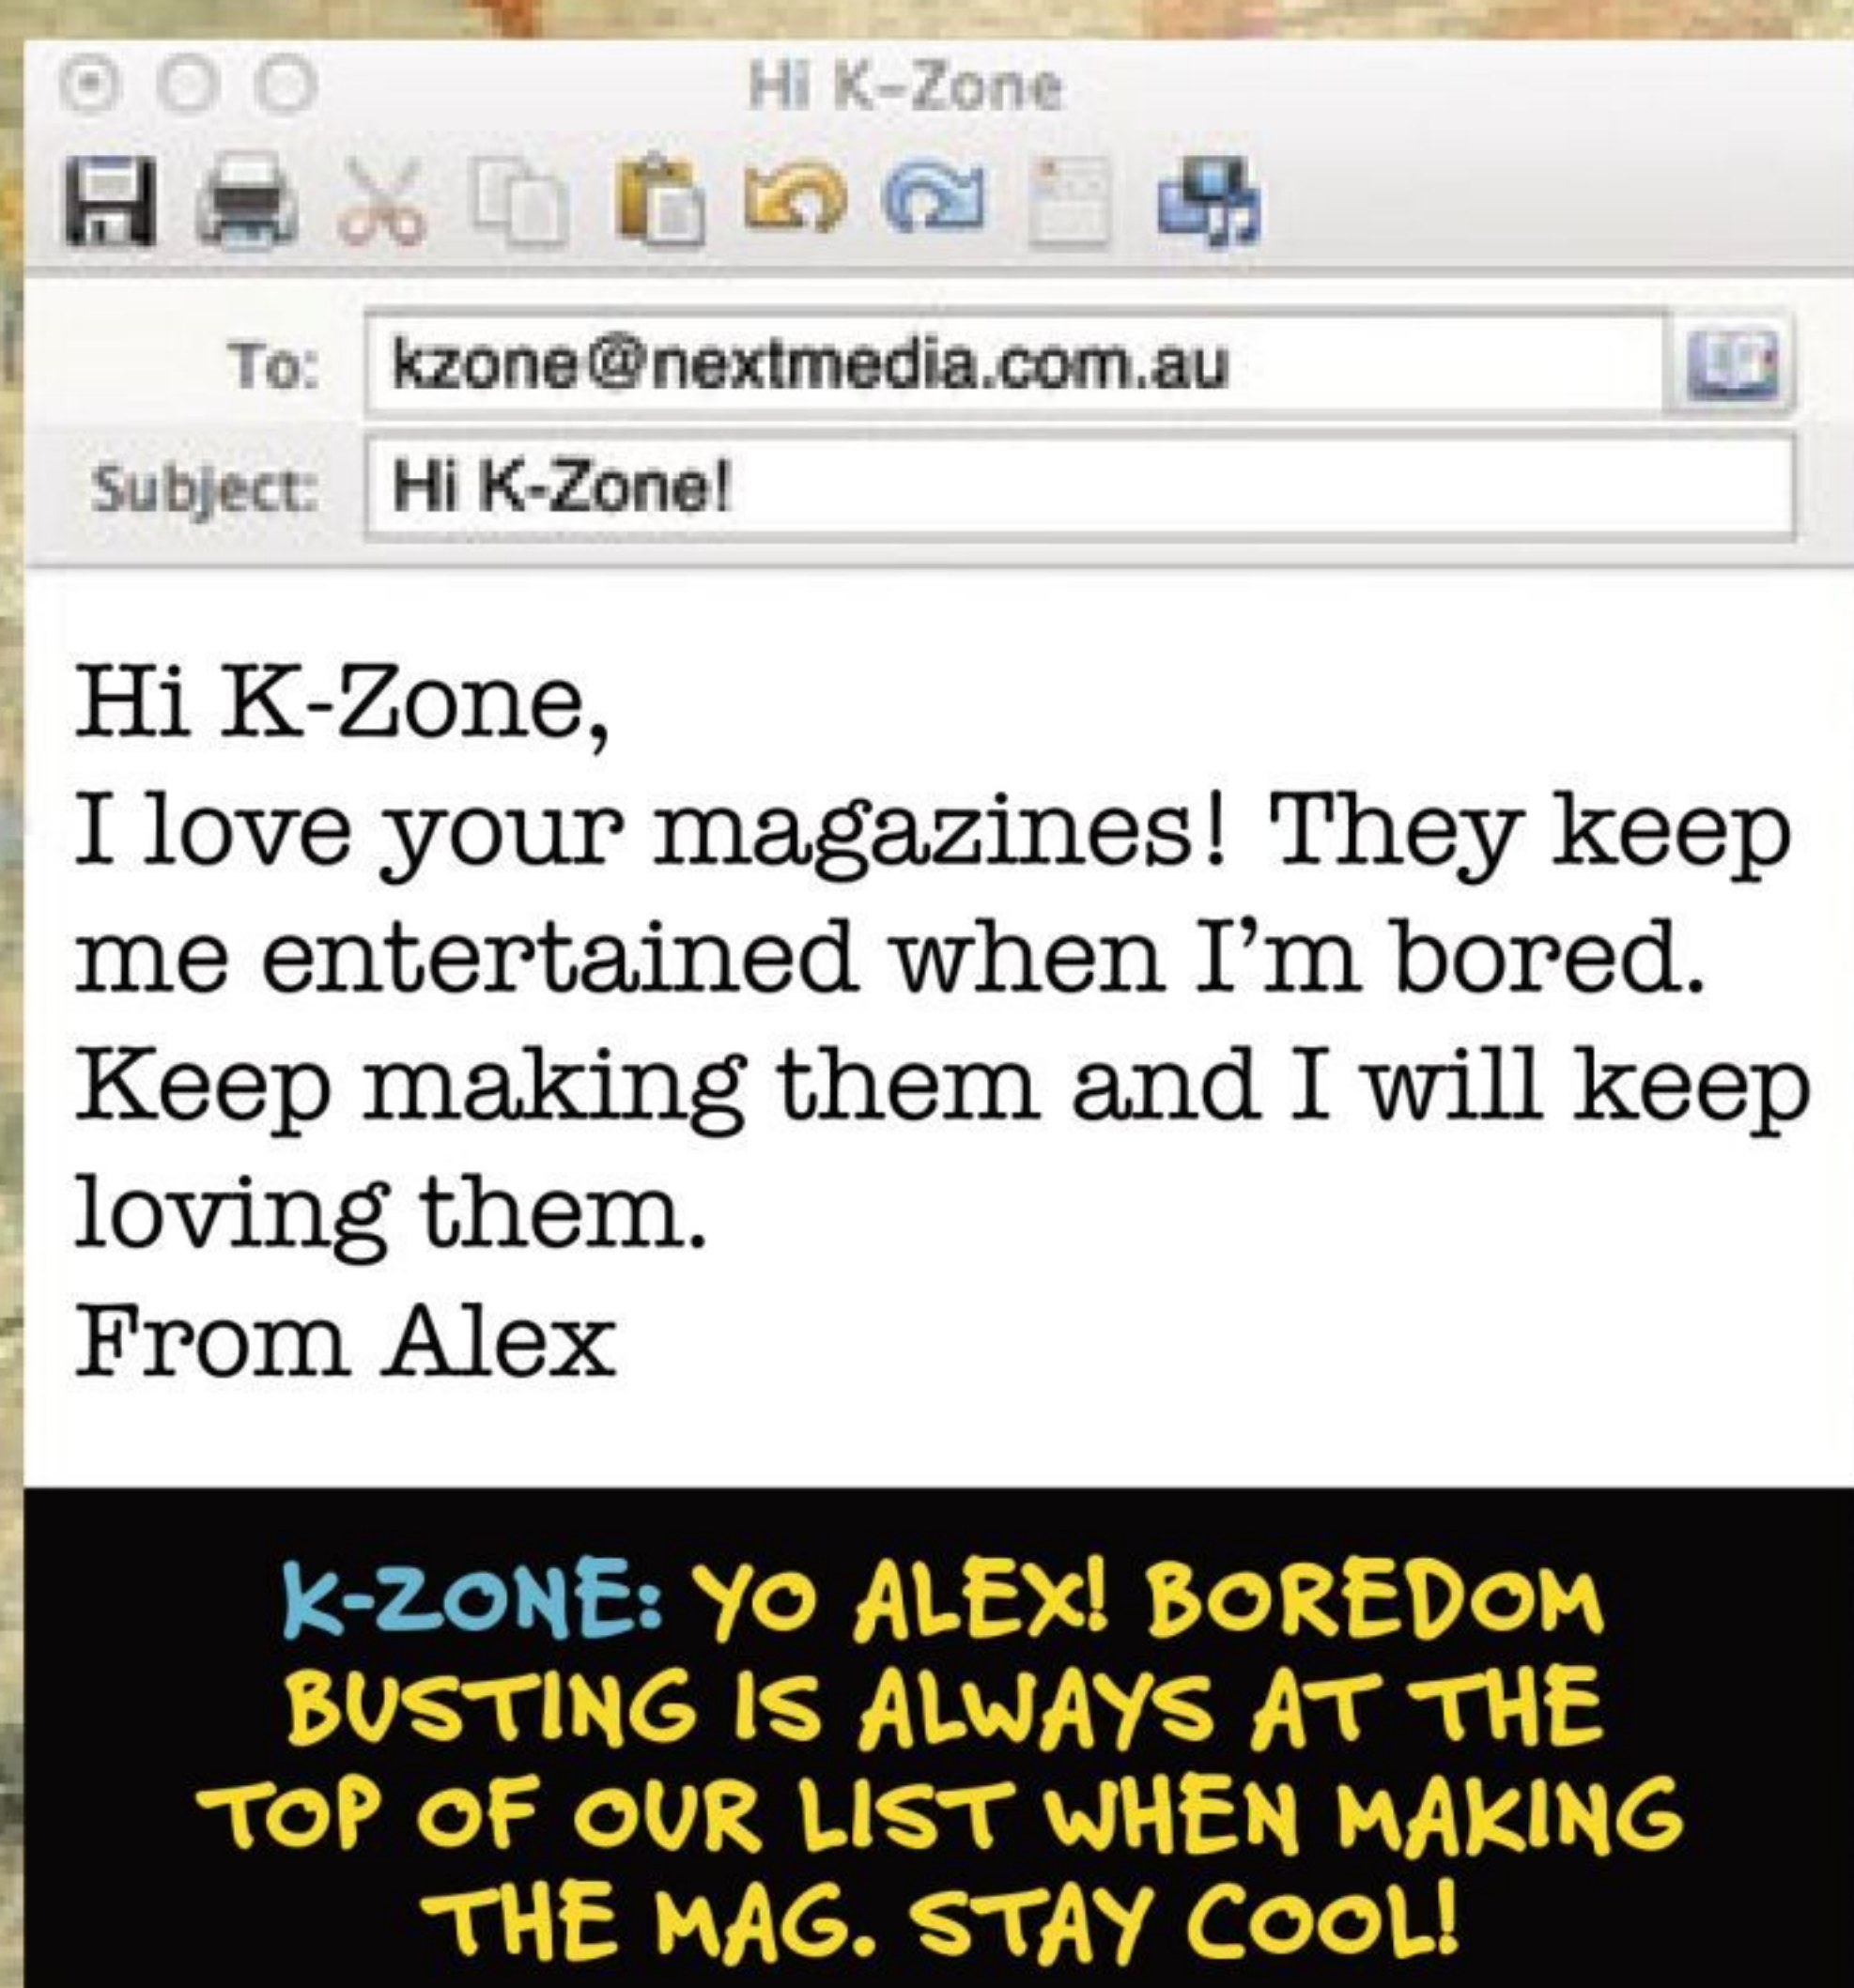 Hi K-Zone
To: kzone@nextmedia.com.au
Subject: Hi K-Zone!
Hi K-Zone,
I love your magazines! They keep
me entertained when I'm bored.
Keep making them and I will keep
loving them.
From Alex
K-ZONE: YO ALEX! BOREDOM
BUSTING IS ALWAYS AT THE
TOP OF OUR LIST WHEN MAKING
THE MAG. STAY COOL!